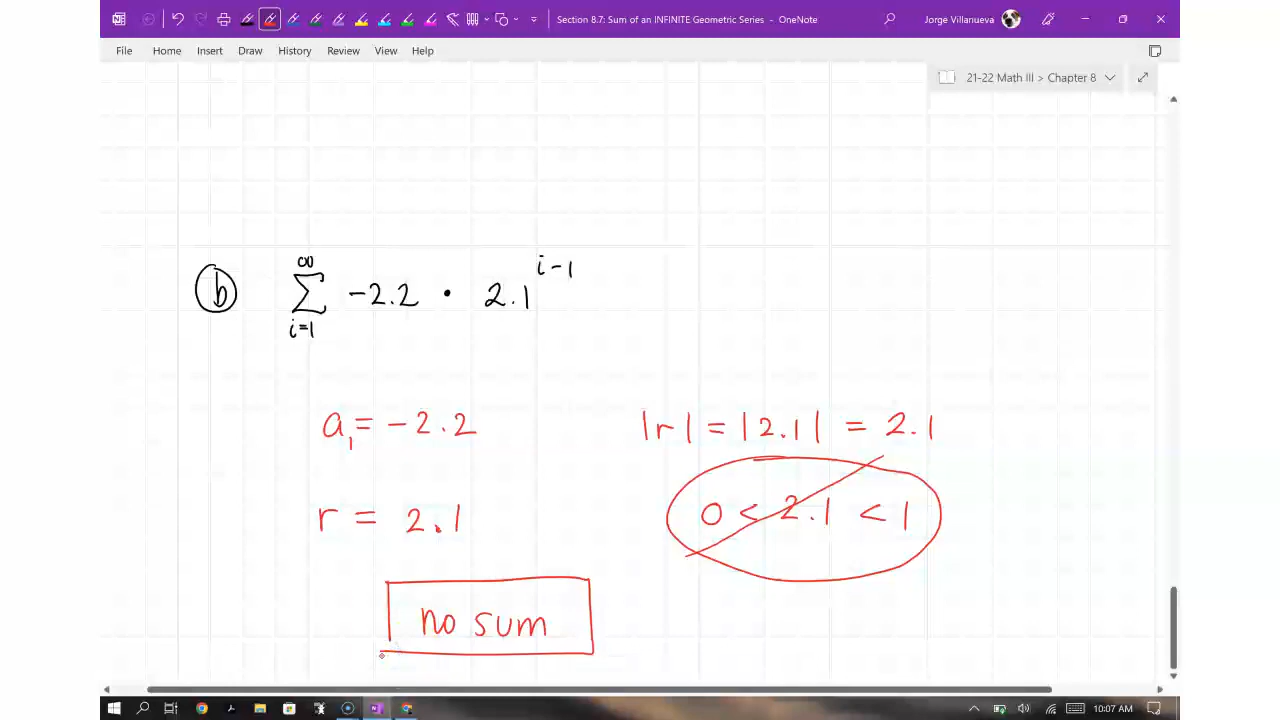 Section 8.7: Sum of an INFINITE Geometric Series - OneNote
Jorge Villanueva
File Home Insert Draw History Review View Help
21-22 Math III > Chapter 8
ⓑ ∞ ∑ i=1 -2.2 · 2.1^(i-1)
a₁ = -2.2
|r| = |2.1| = 2.1
r = 2.1
0 < 2.1 < 1
no sum
10:07 AM